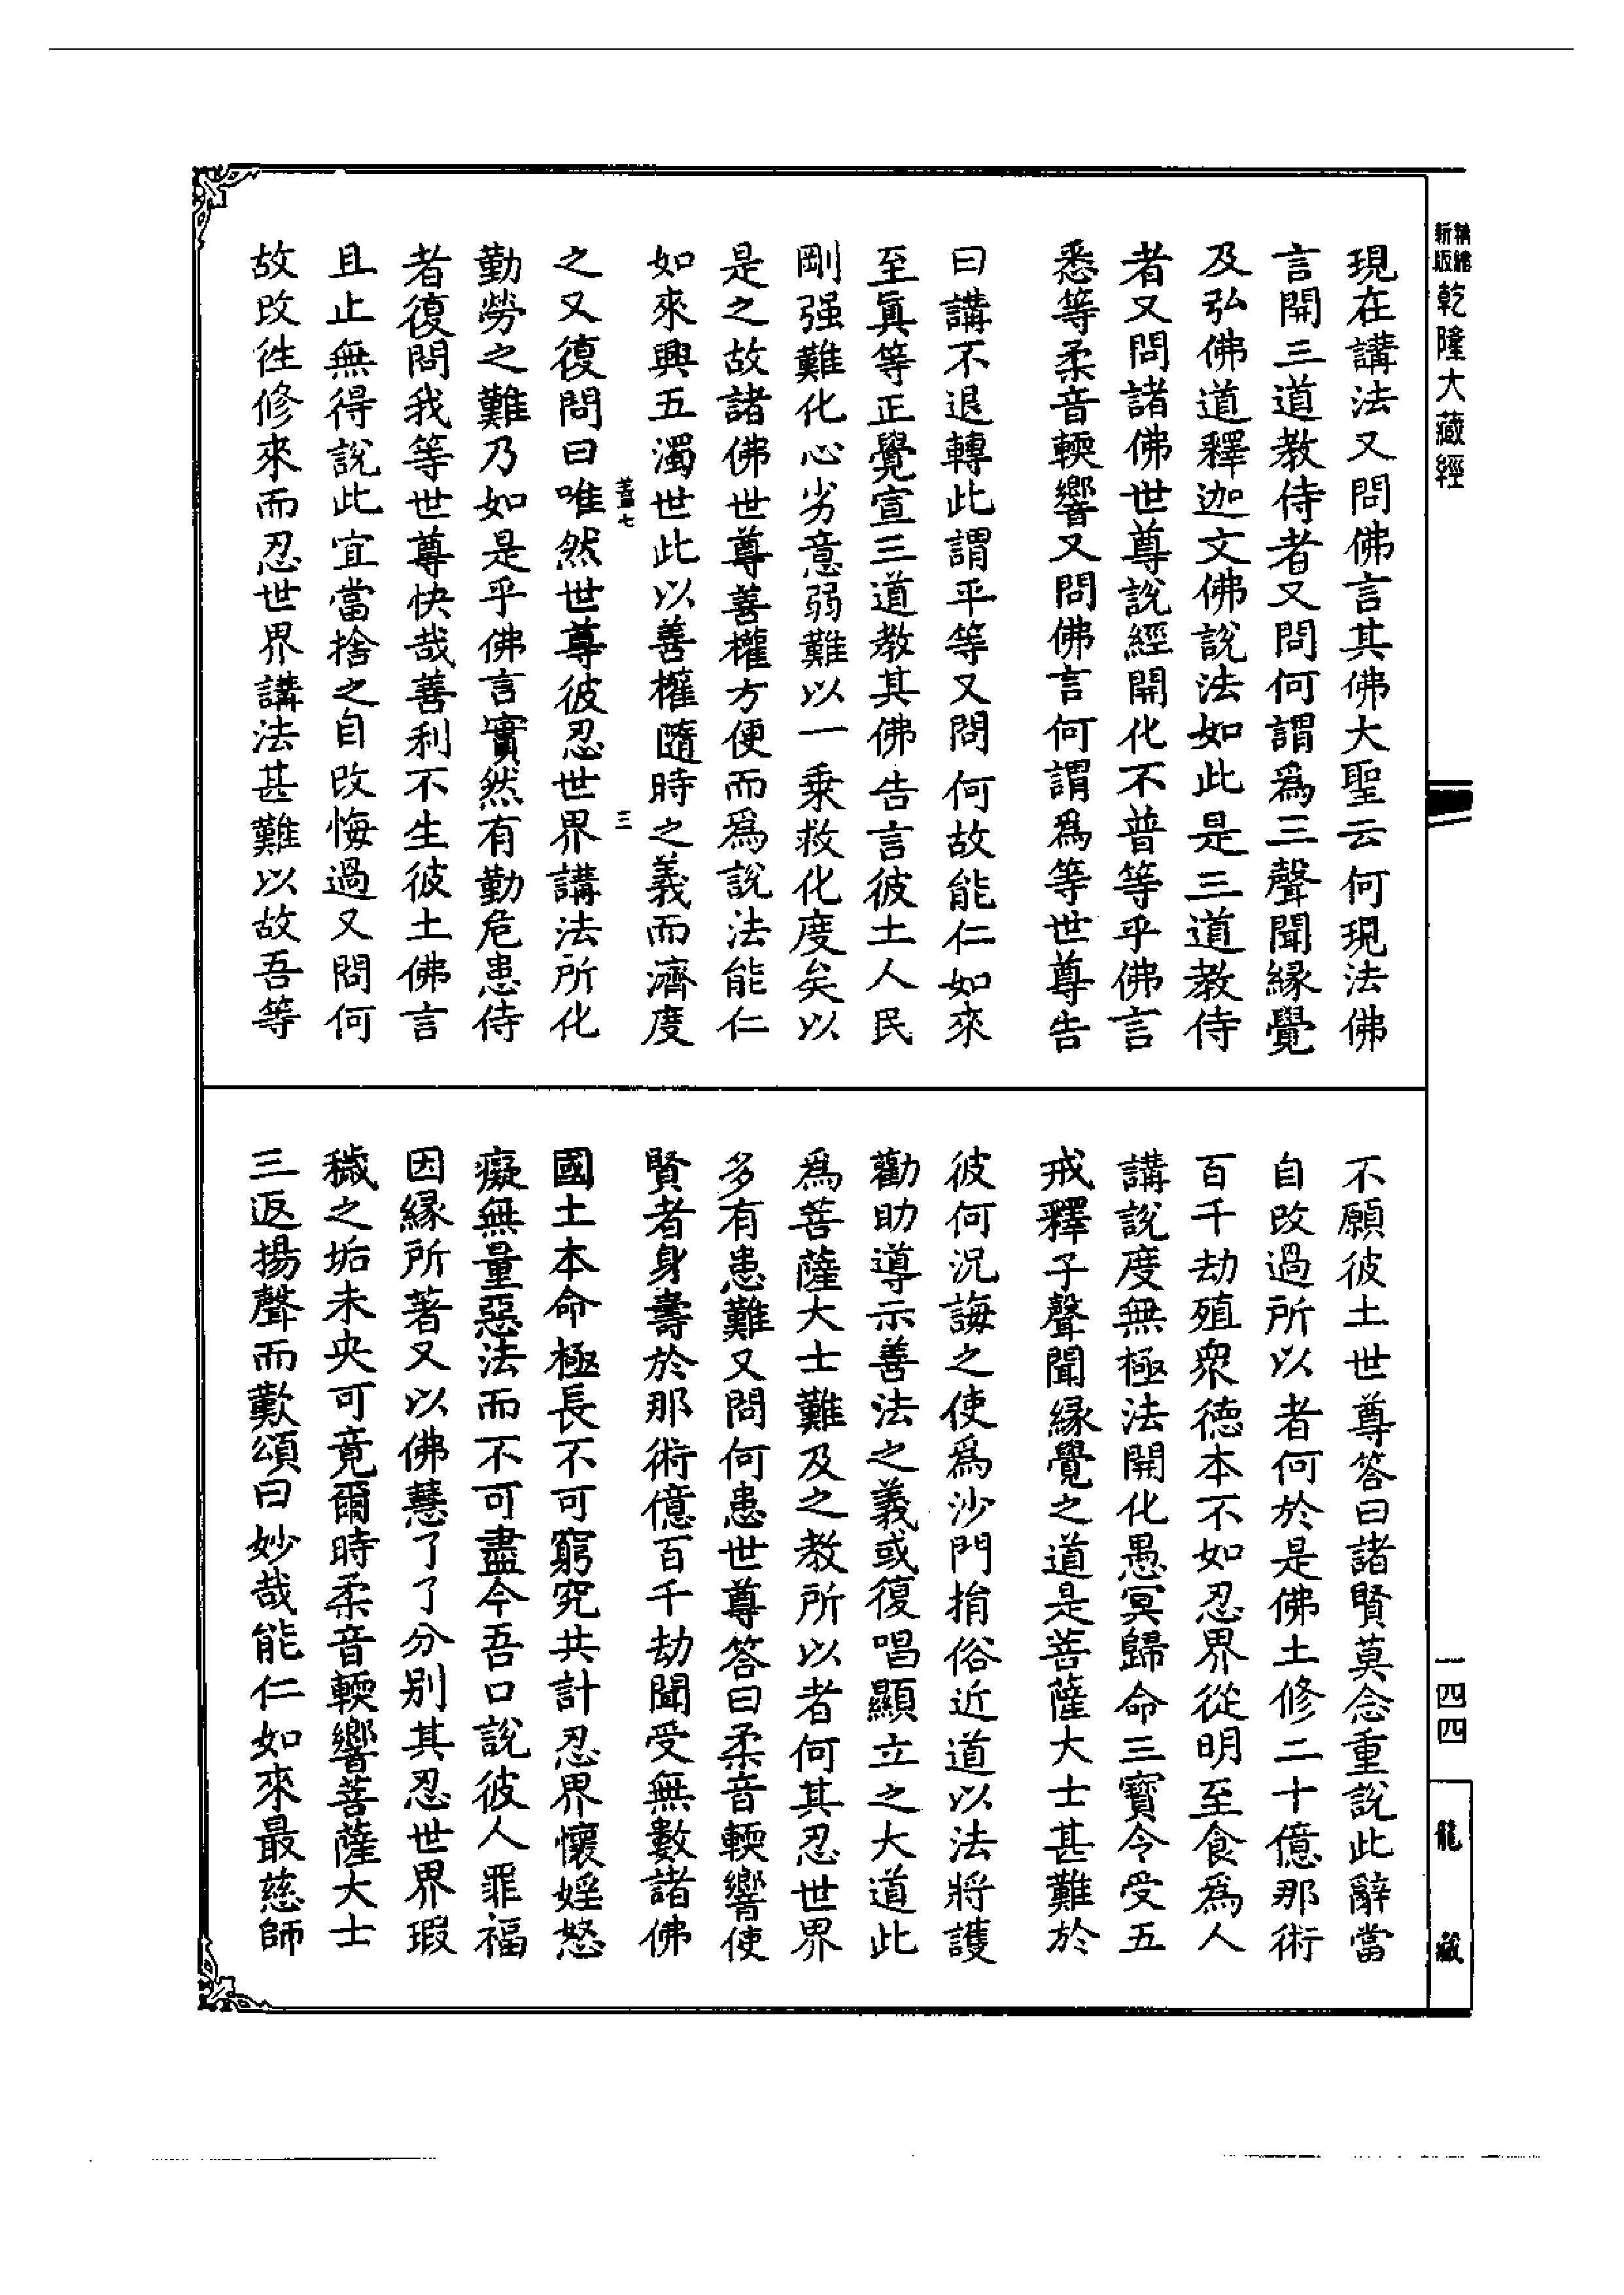 精縮新版乾隆大藏經
現在講法又問佛言其佛大聖云何現法佛
言開三道教侍者又問何謂爲三聲聞緣覺
及弘佛道釋迦文佛說法如此是三道教侍
者又問諸佛世尊說經開化不普等乎佛言
悉等柔音輭響又問佛言何謂爲等世尊告
曰講不退轉此謂平等又問何故能仁如來
至眞等正覺宣三道教其佛告言彼土人民
剛强難化心劣意弱難以一乘救化度矣以
是之故諸佛世尊善權方便而爲說法能仁
如來興五濁世此以善權隨時之義而濟度
蓋七 三
之又復問曰唯然世尊彼忍世界講法所化
勤勞之難乃如是乎佛言實然有勤危患侍
者復問我等世尊快哉善利不生彼土佛言
且止無得說此宜當捨之自改悔過又問何
故改徃修來而忍世界講法甚難以故吾等
不願彼土世尊答曰諸賢莫念重說此辭當
自改過所以者何於是佛土修二十億那術
百千劫殖衆德本不如忍界從明至食爲人
講說度無極法開化愚冥歸命三寶令受五
戒釋子聲聞緣覺之道是菩薩大士甚難於
彼何況誨之使爲沙門捐俗近道以法將護
勸助導示善法之義或復唱顯立之大道此
爲菩薩大士難及之教所以者何其忍世界
多有患難又問何患世尊答曰柔音輭響使
賢者身壽於那術億百千劫聞受無數諸佛
國土本命極長不可窮究共計忍界懷婬怒
癡無量惡法而不可盡今吾口說彼人罪福
因緣所著又以佛慧了了分別其忍世界瑕
穢之垢未央可竟爾時柔音輭響菩薩大士
三返揚聲而歎頌曰妙哉能仁如來最慈師
一四四
龍藏